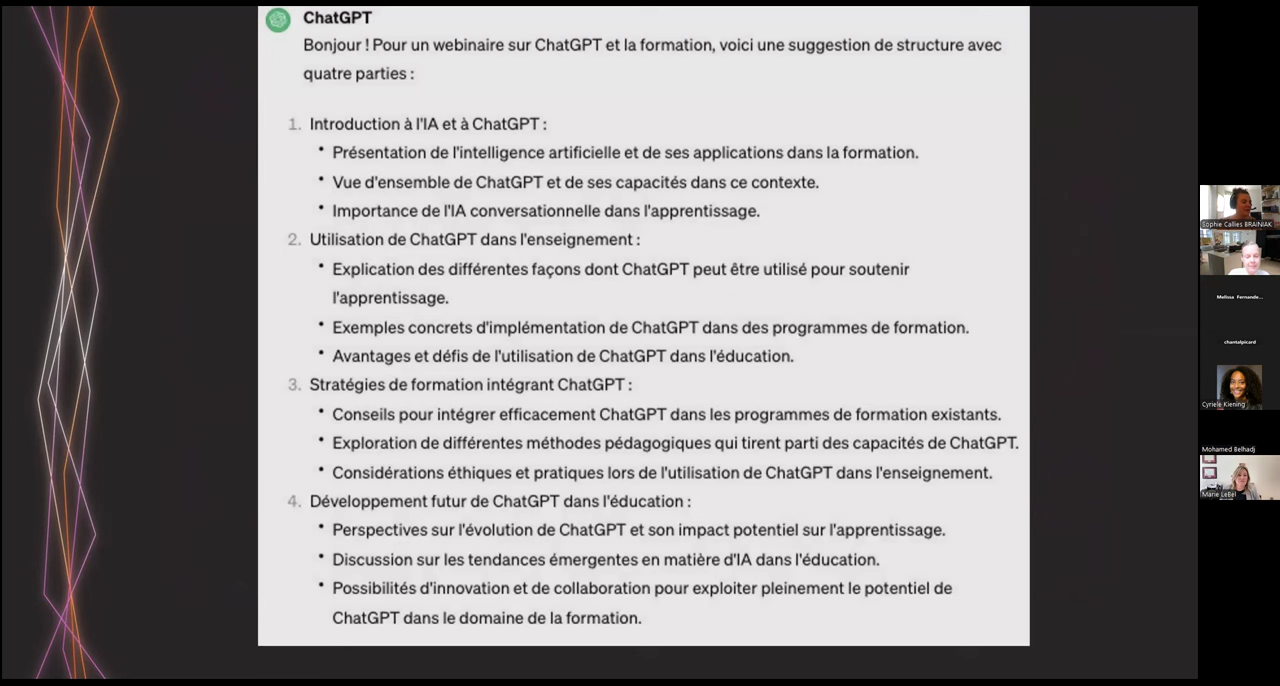 ChatGPT
Bonjour ! Pour un webinaire sur ChatGPT et la formation, voici une suggestion de structure avec
quatre parties :
1. Introduction à l'IA et à ChatGPT :
• Présentation de l'intelligence artificielle et de ses applications dans la formation.
• Vue d'ensemble de ChatGPT et de ses capacités dans ce contexte.
• Importance de l'IA conversationnelle dans l'apprentissage.
2. Utilisation de ChatGPT dans l'enseignement :
• Explication des différentes façons dont ChatGPT peut être utilisé pour soutenir
l'apprentissage.
• Exemples concrets d'implémentation de ChatGPT dans des programmes de formation.
• Avantages et défis de l'utilisation de ChatGPT dans l'éducation.
3. Stratégies de formation intégrant ChatGPT :
• Conseils pour intégrer efficacement ChatGPT dans les programmes de formation existants.
• Exploration de différentes méthodes pédagogiques qui tirent parti des capacités de ChatGPT.
• Considérations éthiques et pratiques lors de l'utilisation de ChatGPT dans l'enseignement.
4. Développement futur de ChatGPT dans l'éducation :
• Perspectives sur l'évolution de ChatGPT et son impact potentiel sur l'apprentissage.
• Discussion sur les tendances émergentes en matière d'IA dans l'éducation.
• Possibilités d'innovation et de collaboration pour exploiter pleinement le potentiel de
ChatGPT dans le domaine de la formation.
Sophie Callies BRAINIAK
Melissa Fernande...
chantalpicard
Cyriele Kiening
Mohamed Belhadj
Marie LeBel